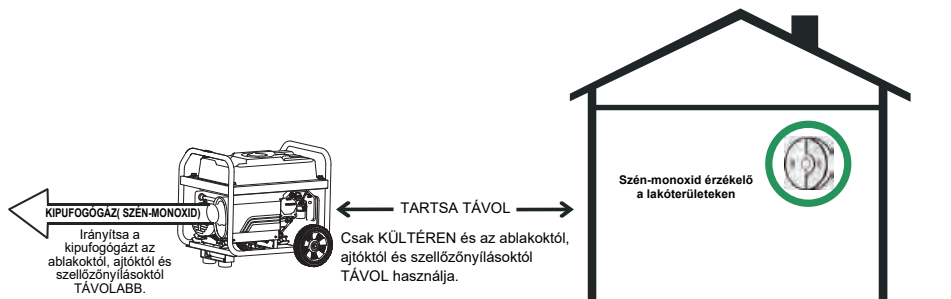 KIPUFOGÓGÁZ( SZÉN-MONOXID)
Irányítsa a
kipufogógázt az
ablakoktól, ajtóktól és
szellőzőnyílásoktól
TÁVOLABB.
TARTSA TÁVOL
Csak KÜLTÉREN és az ablakoktól,
ajtóktól és szellőzőnyílásoktól
TÁVOL használja.
Szén-monoxid érzékelő
a lakóterületeken